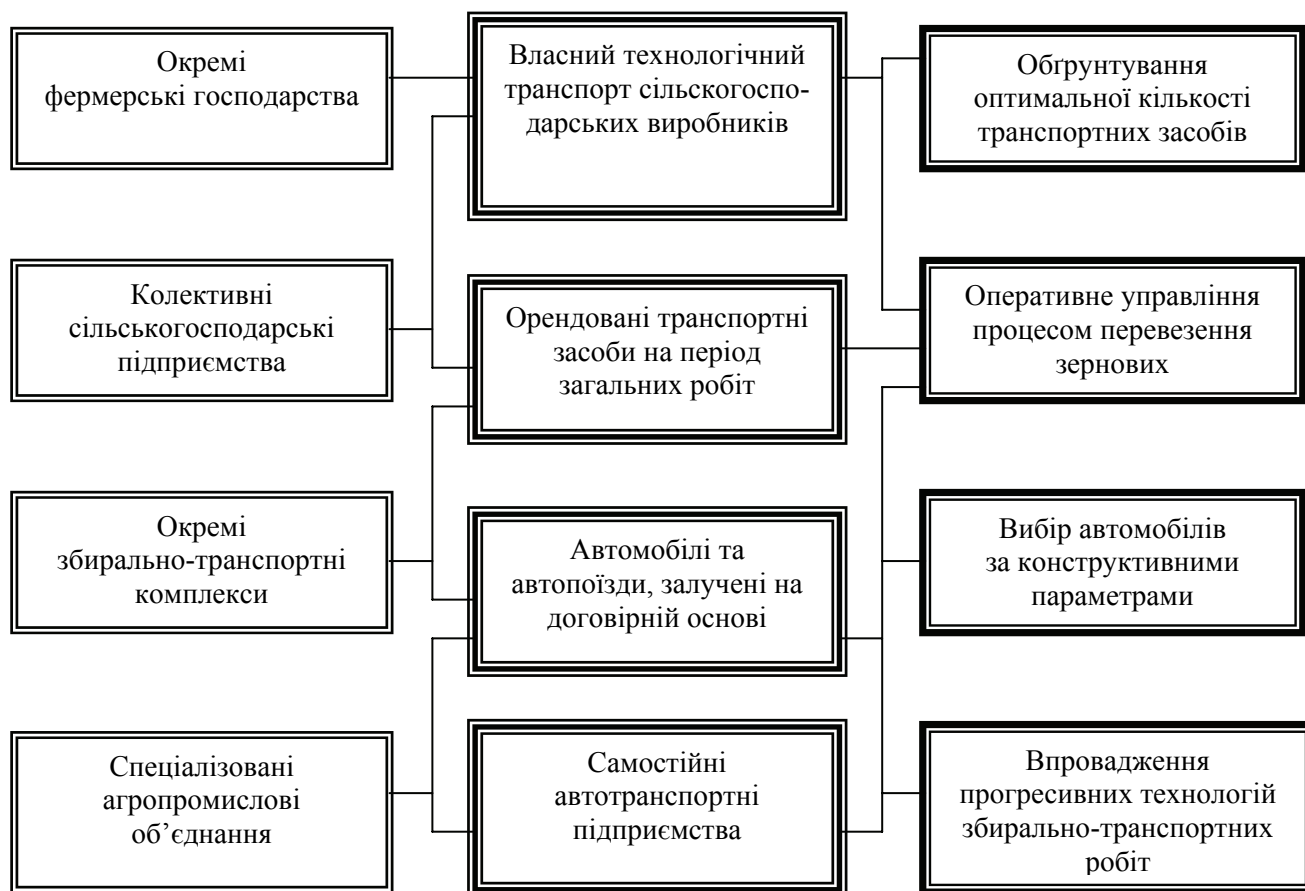 Окремі
фермерські господарства
Власний технологічний
транспорт сільскогоспо-
дарських виробників
Обґрунтування
оптимальної кількості
транспортних засобів
Колективні
сільськогосподарські
підприємства
Орендовані транспортні
засоби на період
загальних робіт
Оперативне управління
процесом перевезення
зернових
Окремі
збирально-транспортні
комплекси
Автомобілі та
автопоїзди, залучені на
договірній основі
Вибір автомобілів
за конструктивними
параметрами
Спеціалізовані
агропромислові
об’єднання
Самостійні
автотранспортні
підприємства
Впровадження
прогресивних технологій
збирально-транспортних
робіт